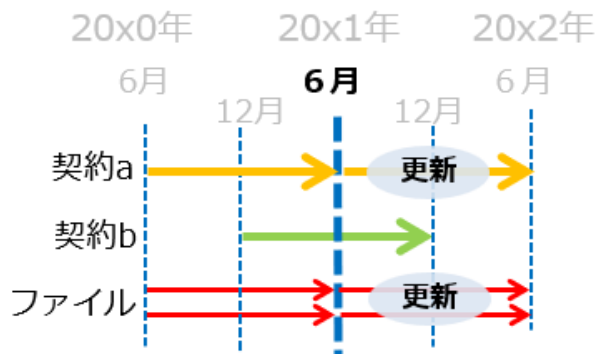 20x0年 20x1年 20x2年
6月 6月 6月
12月 12月
契約a 更新
契約b
ファイル 更新